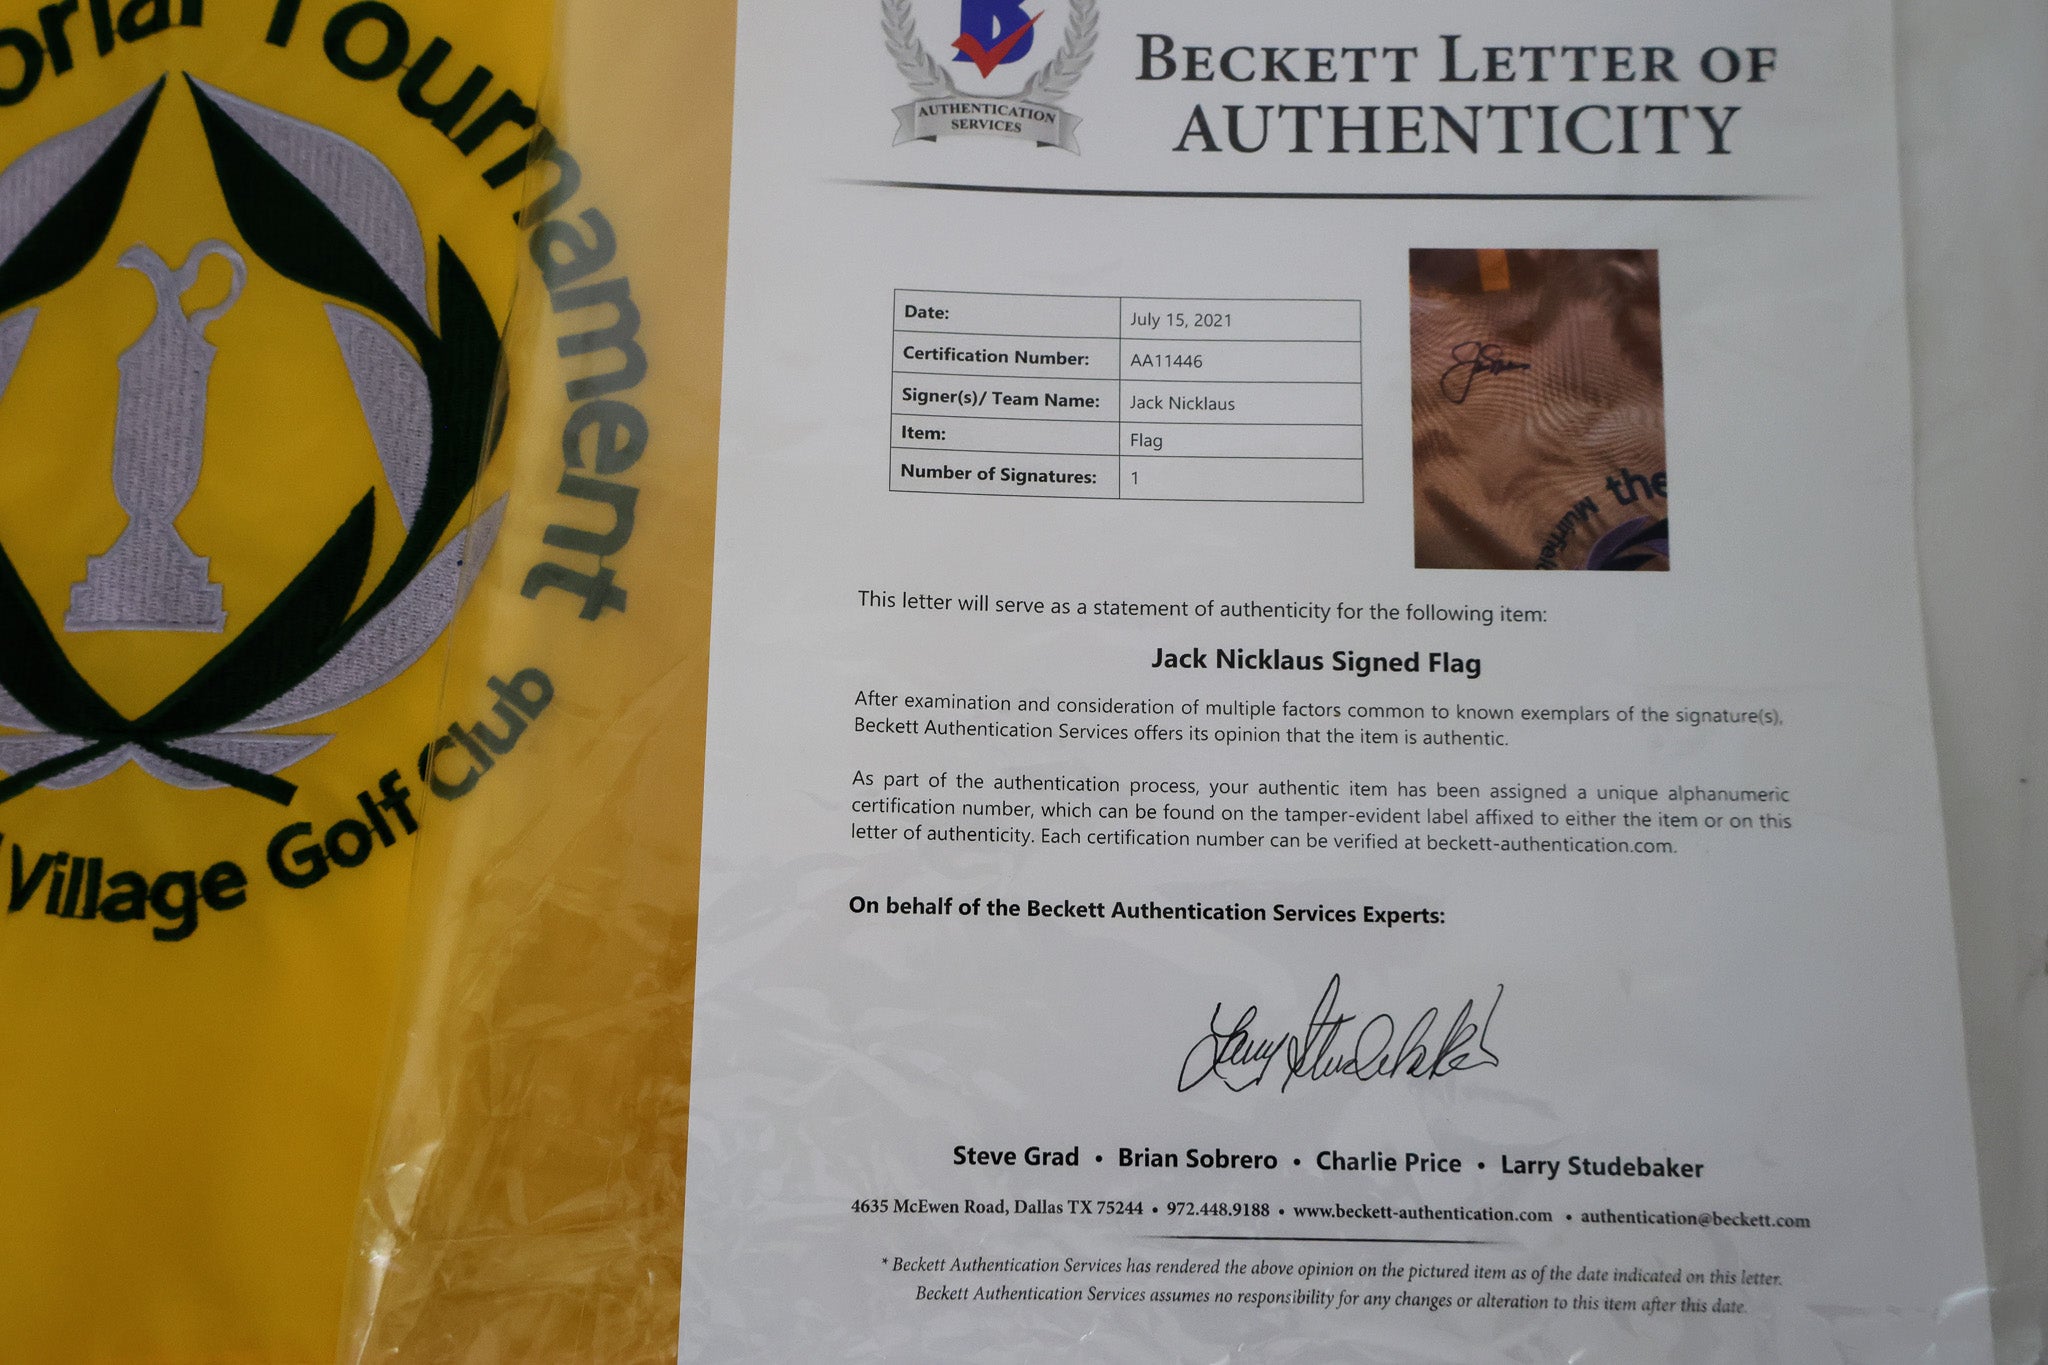 Tournament
Village Golf Club
B
AUTHENTICATION
SERVICES
BECKETT LETTER OF
AUTHENTICITY
Date: July 15, 2021
Certification Number: AA11446
Signer(s)/ Team Name: Jack Nicklaus
Item: Flag
Number of Signatures: 1
the
This letter will serve as a statement of authenticity for the following item:
Jack Nicklaus Signed Flag
After examination and consideration of multiple factors common to known exemplars of the signature(s),
Beckett Authentication Services offers its opinion that the item is authentic.
As part of the authentication process, your authentic item has been assigned a unique alphanumeric
certification number, which can be found on the tamper-evident label affixed to either the item or on this
letter of authenticity. Each certification number can be verified at beckett-authentication.com.
On behalf of the Beckett Authentication Services Experts:
Larry Studebaker
Steve Grad • Brian Sobrero • Charlie Price • Larry Studebaker
4635 McEwen Road, Dallas TX 75244 • 972.448.9188 • www.beckett-authentication.com • authentication@beckett.com
* Beckett Authentication Services has rendered the above opinion on the pictured item as of the date indicated on this letter.
Beckett Authentication Services assumes no responsibility for any changes or alteration to this item after this date.